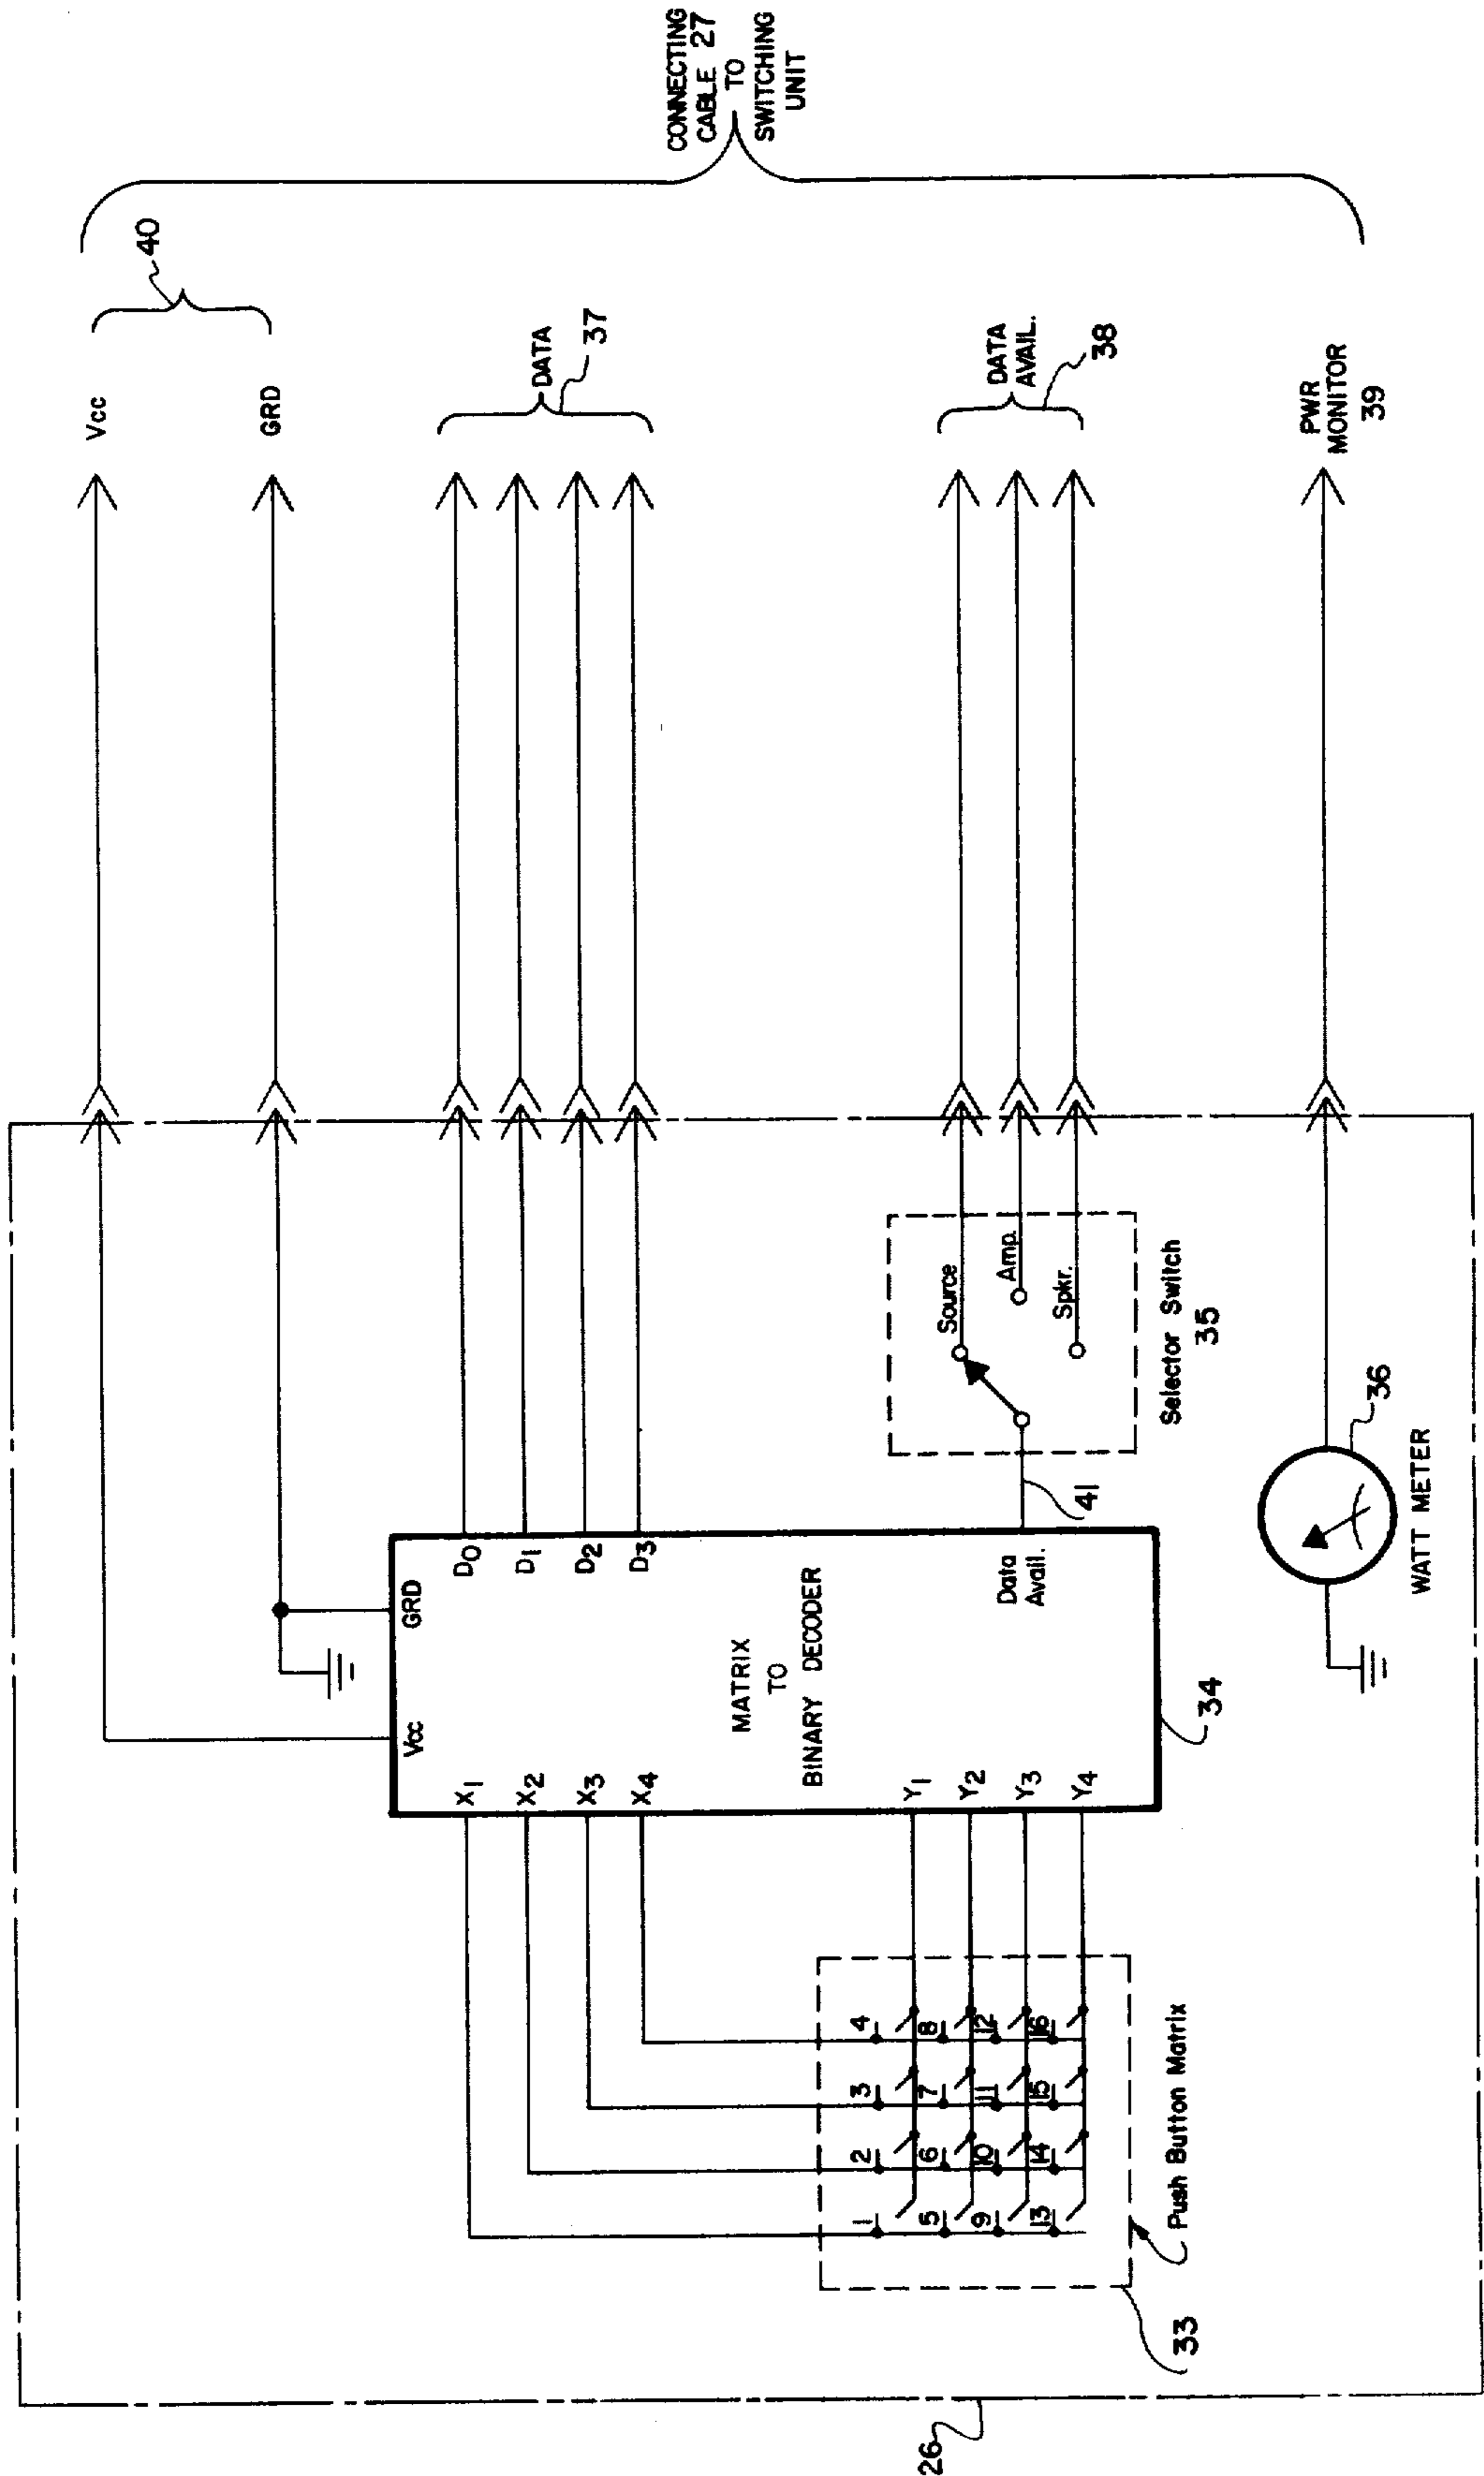 CONNECTING
CABLE 27
TO
SWITCHING
UNIT
40
Vcc
GRD
DATA
37
DATA
AVAIL.
38
PWR
MONITOR
39
Vcc
GRD
X1
X2
X3
X4
D0
D1
D2
D3
MATRIX
TO
BINARY DECODER
Y1
Y2
Y3
Y4
Data
Avail.
34
41
Source
Amp.
Spkr.
Selector Switch
35
36
WATT METER
1 2 3 4
5 6 7 8
9 10 11 12
13 14 15 16
Push Button Matrix
33
26